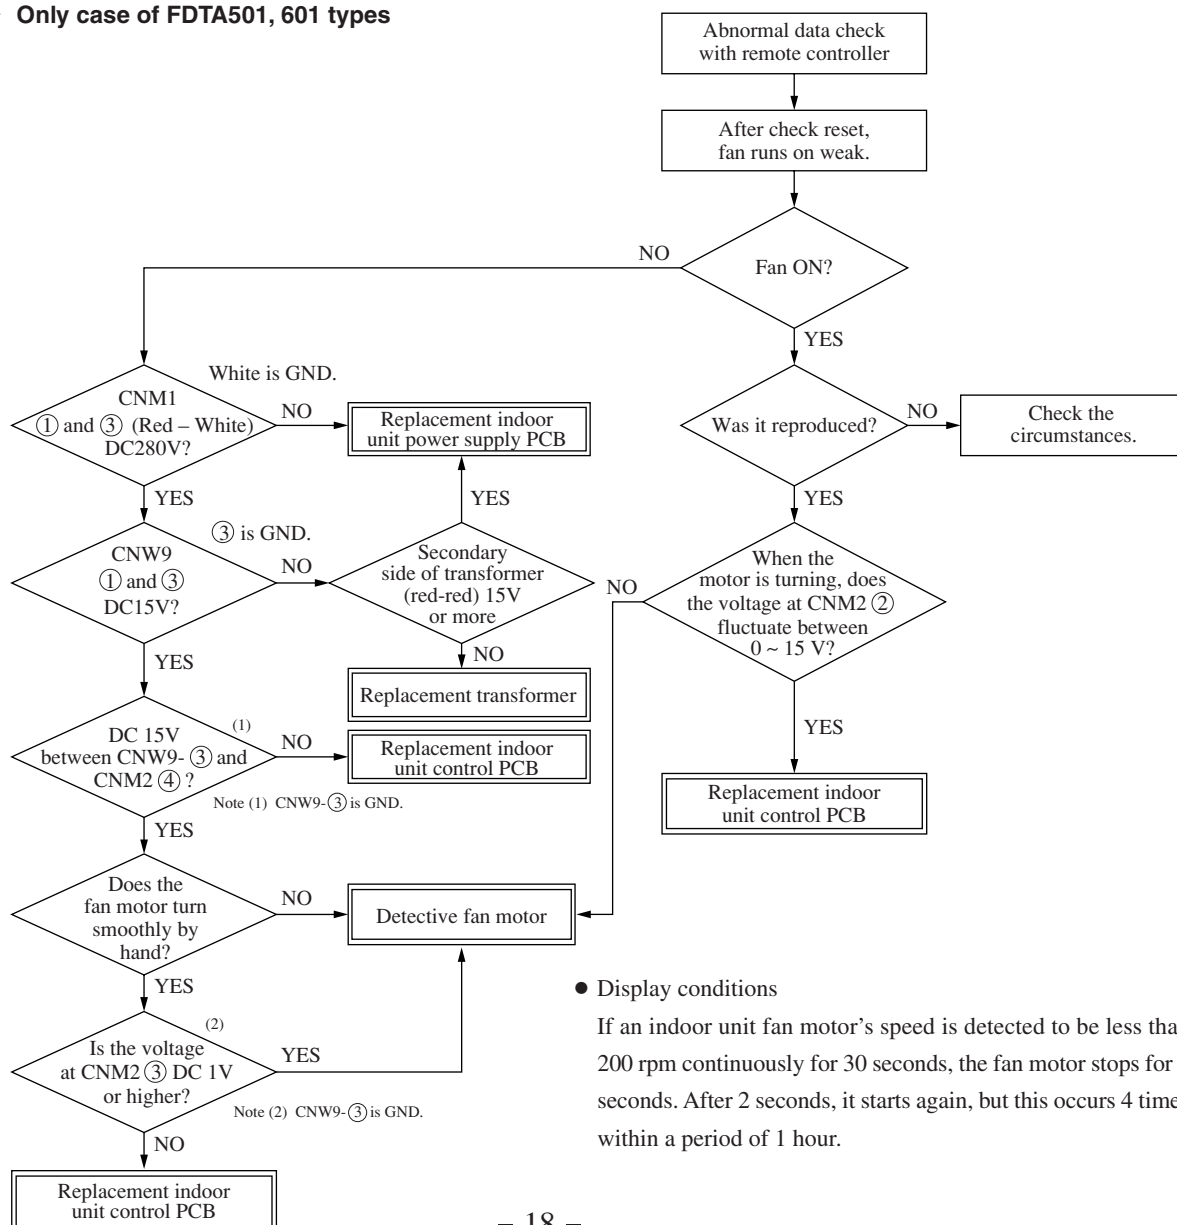 Only case of FDTA501, 601 types
Abnormal data check
with remote controller
After check reset,
fan runs on weak.
Fan ON?
NO
YES
White is GND.
CNM1
① and ③ (Red – White)
DC280V?
NO
YES
Replacement indoor
unit power supply PCB
Was it reproduced?
NO
YES
Check the
circumstances.
③ is GND.
CNW9
① and ③
DC15V?
NO
YES
Secondary
side of transformer
(red-red) 15V
or more
YES
NO
Replacement transformer
When the
motor is turning, does
the voltage at CNM2 ②
fluctuate between
0 ~ 15 V?
NO
YES
Replacement indoor
unit control PCB
DC 15V (1)
between CNW9- ③ and
CNM2 ④ ?
NO
YES
Replacement indoor
unit control PCB
Note (1) CNW9-③ is GND.
Does the
fan motor turn
smoothly by
hand?
NO
YES
Detective fan motor
(2)
Is the voltage
at CNM2 ③ DC 1V
or higher?
YES
NO
Note (2) CNW9-③ is GND.
Replacement indoor
unit control PCB
● Display conditions
If an indoor unit fan motor's speed is detected to be less tha
200 rpm continuously for 30 seconds, the fan motor stops for
seconds. After 2 seconds, it starts again, but this occurs 4 time
within a period of 1 hour.
– 18 –